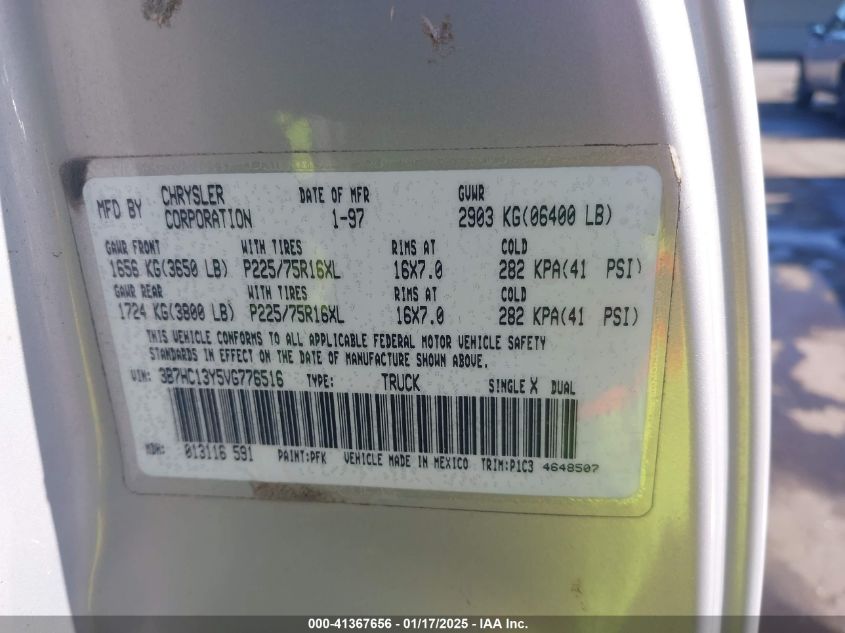 MFD BY CHRYSLER CORPORATION DATE OF MFR 1-97 GVWR 2903 KG(06400 LB)
GAWR FRONT WITH TIRES RIMS AT COLD
1656 KG(3650 LB) P225/75R16XL 16X7.0 282 KPA(41 PSI)
GAWR REAR WITH TIRES RIMS AT COLD
1724 KG(3800 LB) P225/75R16XL 16X7.0 282 KPA(41 PSI)
THIS VEHICLE CONFORMS TO ALL APPLICABLE FEDERAL MOTOR VEHICLE SAFETY
STANDARDS IN EFFECT ON THE DATE OF MANUFACTURE SHOWN ABOVE.
VIN: 3B7HC13Y5VG776516 TYPE: TRUCK SINGLE X DUAL
MDH: 013116 591 PAINT:PFK VEHICLE MADE IN MEXICO TRIM:P1C3 4648507
000-41367656 - 01/17/2025 - IAA Inc.